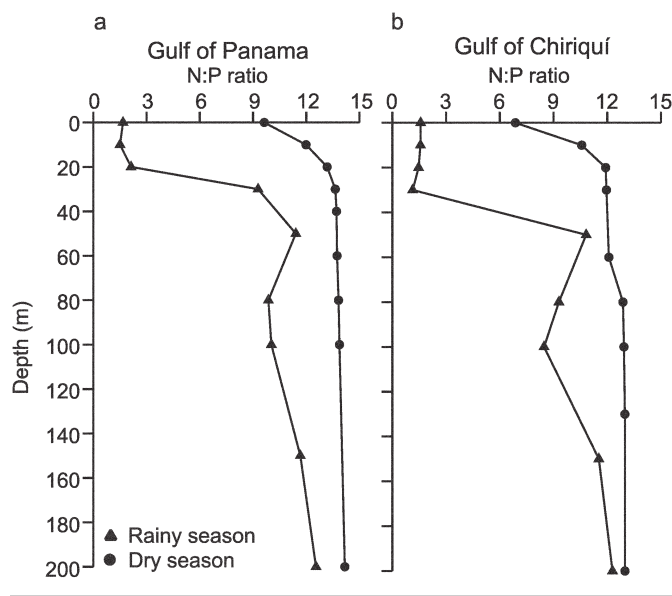 a
Gulf of Panama
N:P ratio
0 3 6 9 12 15
b
Gulf of Chiriquí
N:P ratio
0 3 6 9 12 15
Depth (m)
0
20
40
60
80
100
120
140
160
180
200
Rainy season
Dry season